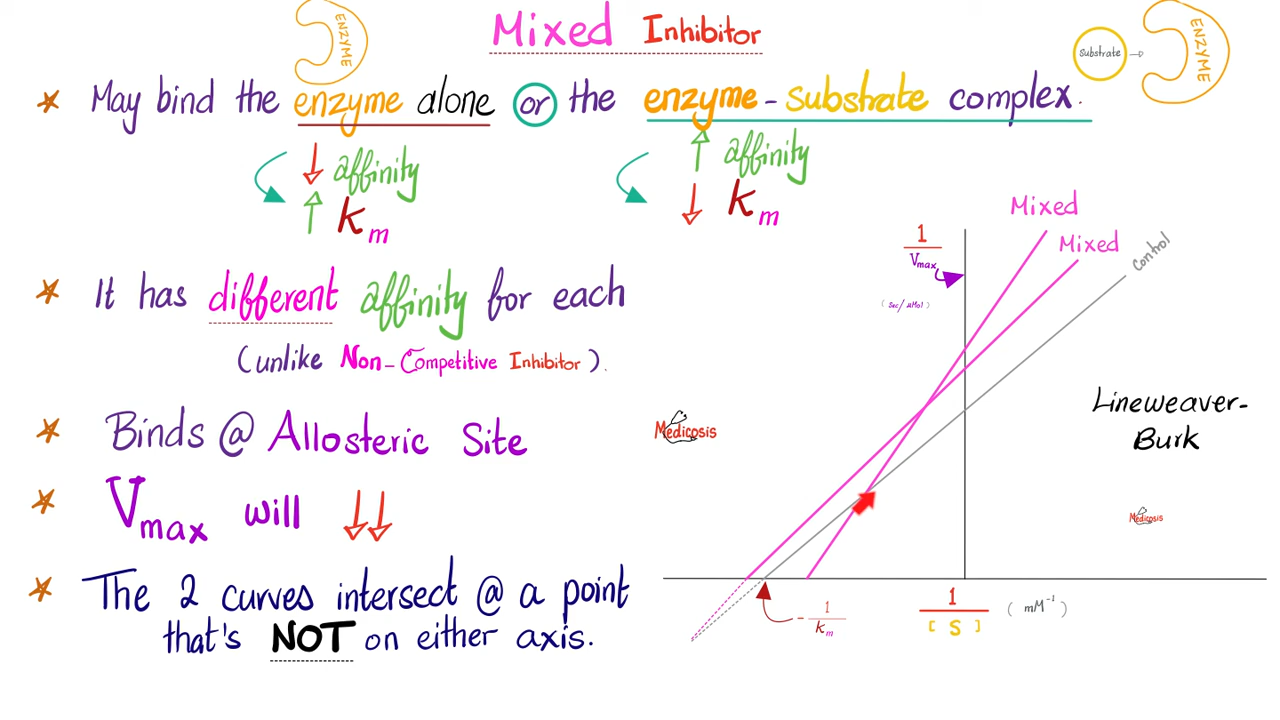 Mixed Inhibitor
ENZYME
substrate
ENZYME
May bind the enzyme alone or the enzyme - substrate complex.
↓ affinity
↑ Km
↑ affinity
↓ Km
It has different affinity for each
(unlike Non-Competitive Inhibitor).
Binds @ Allosteric Site
Vmax will ↓↓
The 2 curves intersect @ a point
that's NOT on either axis.
Mixed
Mixed
Control
1
Vmax
(sec/µMol)
Lineweaver-
Burk
Medicosis
Medicosis
- 1
Km
1
[S]
(mM⁻¹)